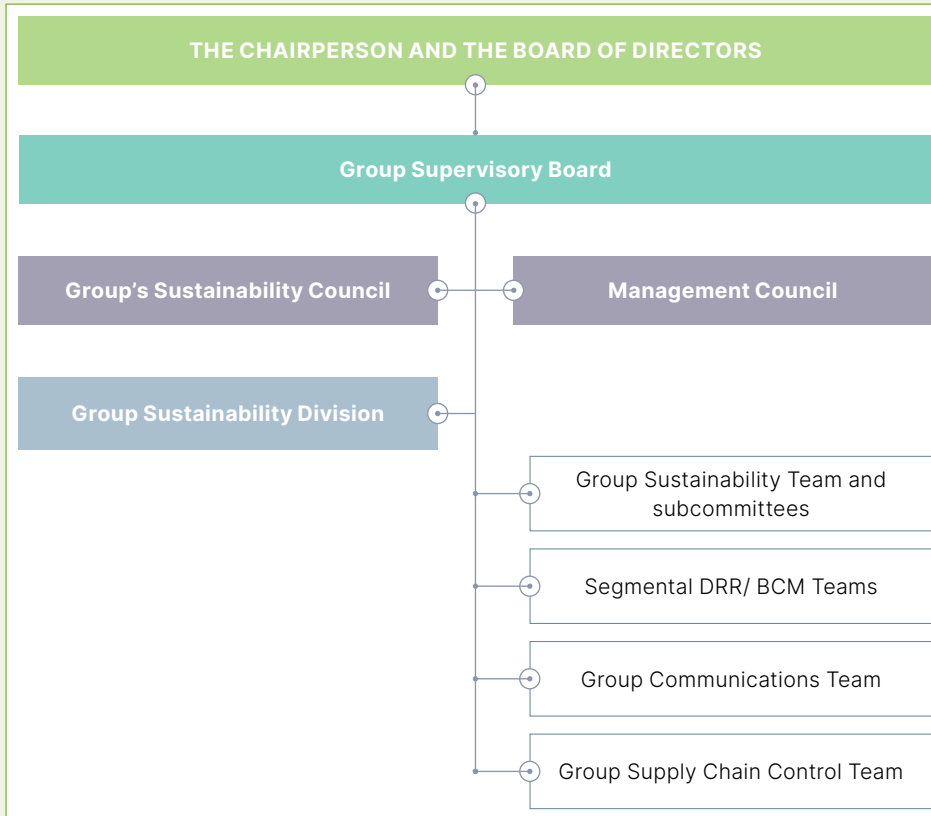 THE CHAIRPERSON AND THE BOARD OF DIRECTORS
Group Supervisory Board
Group’s Sustainability Council
Management Council
Group Sustainability Division
Group Sustainability Team and
subcommittees
Segmental DRR/ BCM Teams
Group Communications Team
Group Supply Chain Control Team